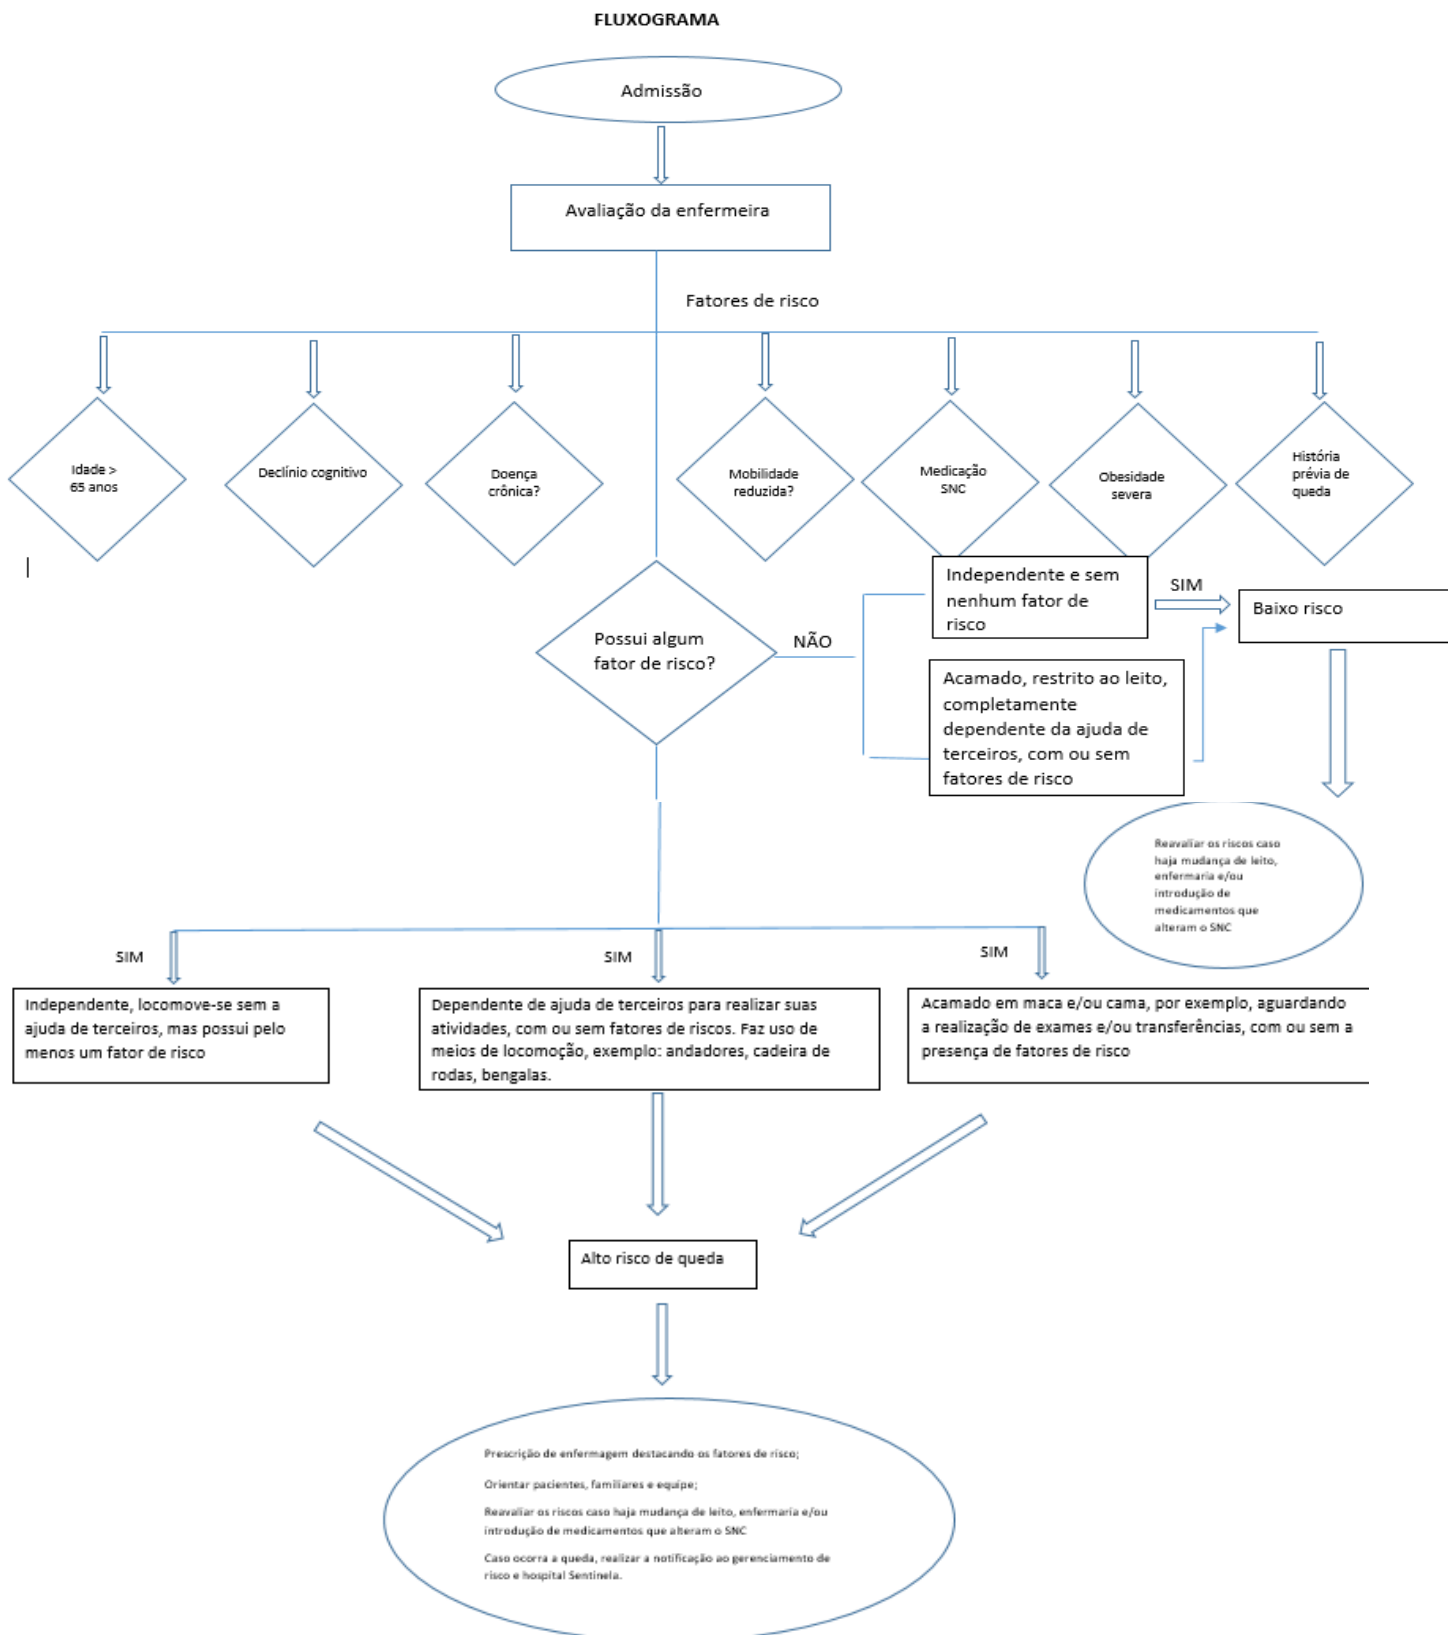 FLUXOGRAMA
Admissão
Avaliação da enfermeira
Fatores de risco
Idade >
65 anos
Declínio cognitivo
Doença
crônica?
Mobilidade
reduzida?
Medicação
SNC
Obesidade
severa
História
prévia de
queda
Possui algum
fator de risco?
NÃO
Independente e sem
nenhum fator de
risco
SIM
Baixo risco
Acamado, restrito ao leito,
completamente
dependente da ajuda de
terceiros, com ou sem
fatores de risco
Reavaliar os riscos caso
haja mudança de leito,
enfermaria e/ou
introdução de
medicamentos que
alteram o SNC
SIM
SIM
SIM
Independente, locomove-se sem a
ajuda de terceiros, mas possui pelo
menos um fator de risco
Dependente de ajuda de terceiros para realizar suas
atividades, com ou sem fatores de riscos. Faz uso de
meios de locomoção, exemplo: andadores, cadeira de
rodas, bengalas.
Acamado em maca e/ou cama, por exemplo, aguardando
a realização de exames e/ou transferências, com ou sem a
presença de fatores de risco
Alto risco de queda
Prescrição de enfermagem destacando os fatores de risco;
Orientar pacientes, familiares e equipe;
Reavaliar os riscos caso haja mudança de leito, enfermaria e/ou
introdução de medicamentos que alteram o SNC
Caso ocorra a queda, realizar a notificação ao gerenciamento de
risco e hospital Sentinela.